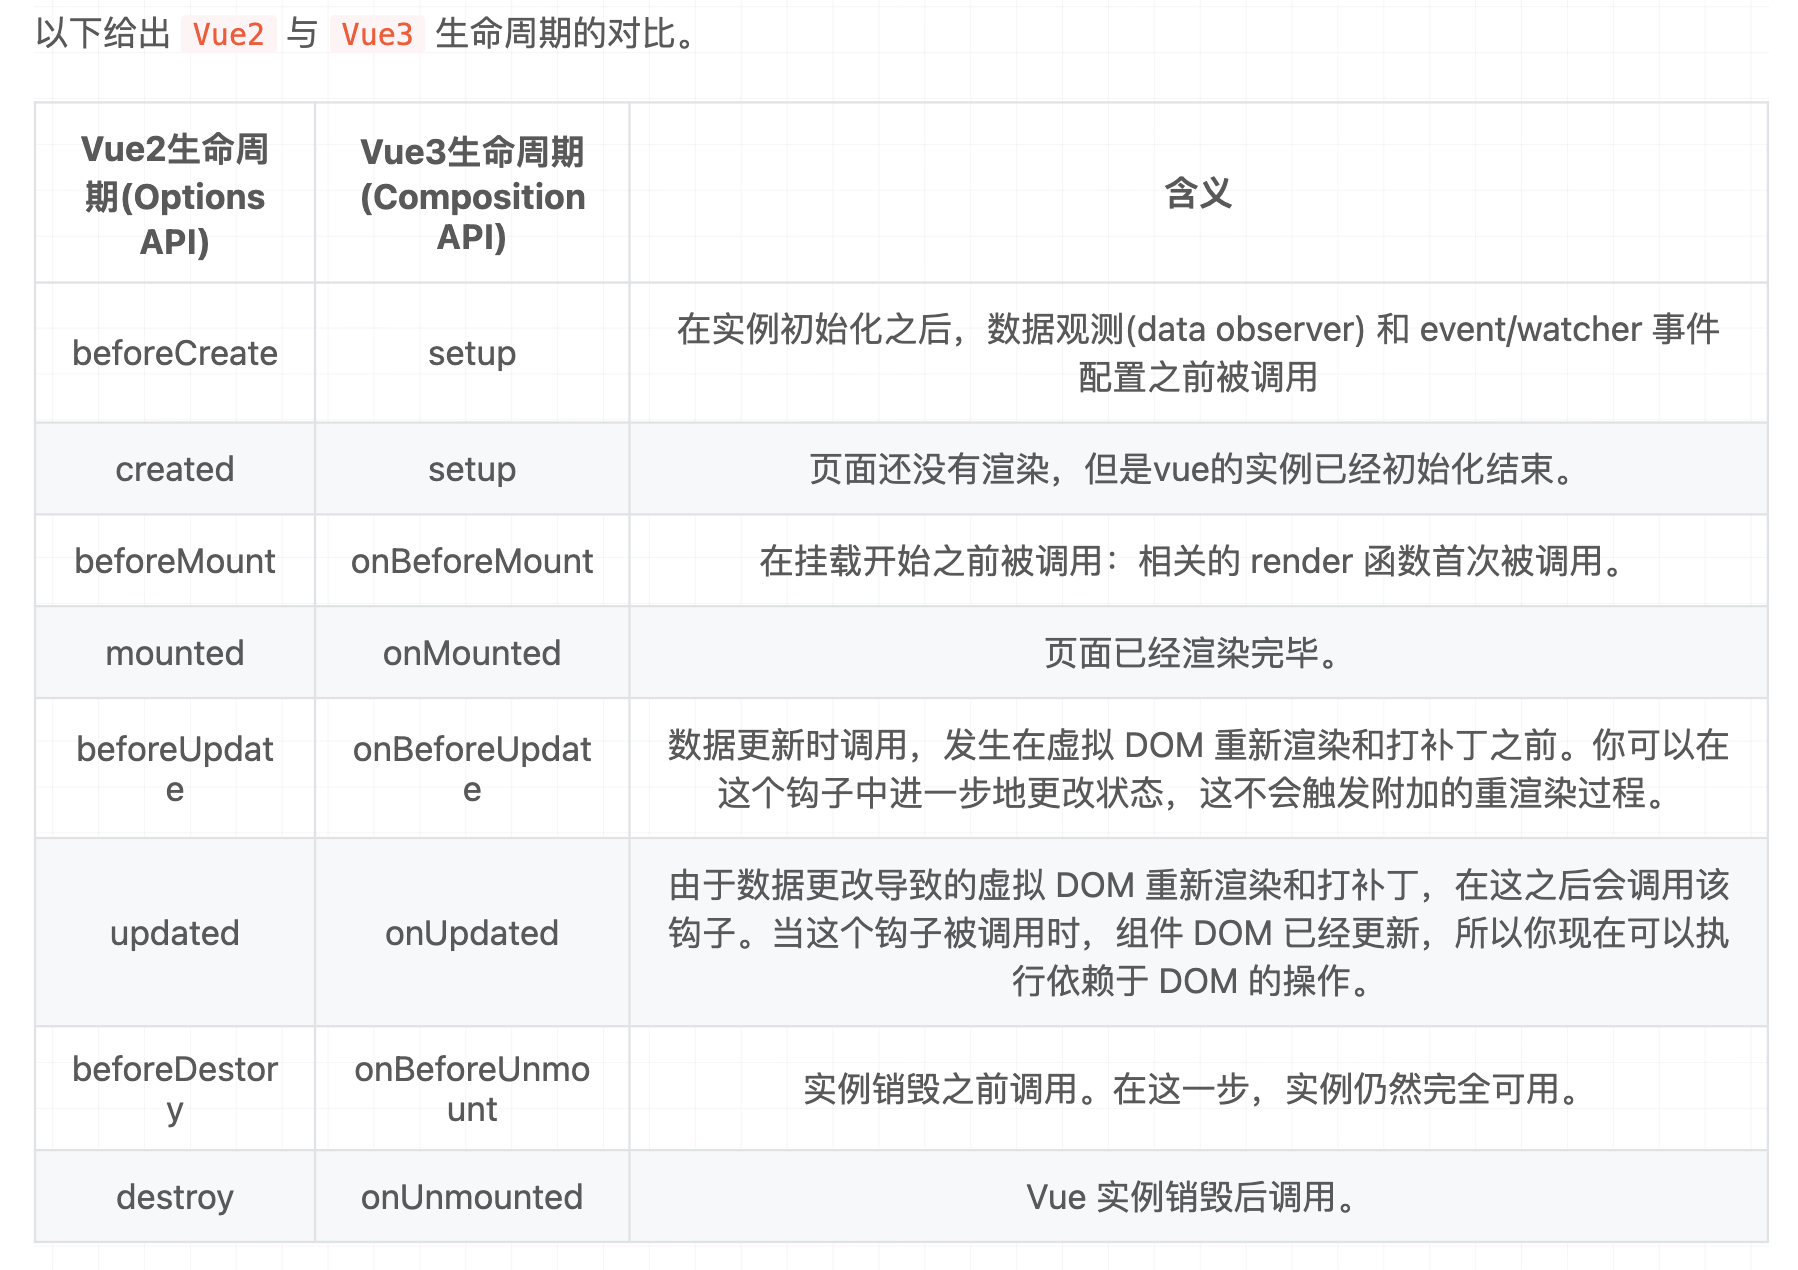 以下给出 Vue2 与 Vue3 生命周期的对比。
Vue2生命周
期(Options
API)
Vue3生命周期
(Composition
API)
含义
beforeCreate
setup
在实例初始化之后，数据观测(data observer) 和 event/watcher 事件
配置之前被调用
created
setup
页面还没有渲染，但是vue的实例已经初始化结束。
beforeMount
onBeforeMount
在挂载开始之前被调用：相关的 render 函数首次被调用。
mounted
onMounted
页面已经渲染完毕。
beforeUpdat
e
onBeforeUpdat
e
数据更新时调用，发生在虚拟 DOM 重新渲染和打补丁之前。你可以在
这个钩子中进一步地更改状态，这不会触发附加的重渲染过程。
updated
onUpdated
由于数据更改导致的虚拟 DOM 重新渲染和打补丁，在这之后会调用该
钩子。当这个钩子被调用时，组件 DOM 已经更新，所以你现在可以执
行依赖于 DOM 的操作。
beforeDestor
y
onBeforeUnmo
unt
实例销毁之前调用。在这一步，实例仍然完全可用。
destroy
onUnmounted
Vue 实例销毁后调用。